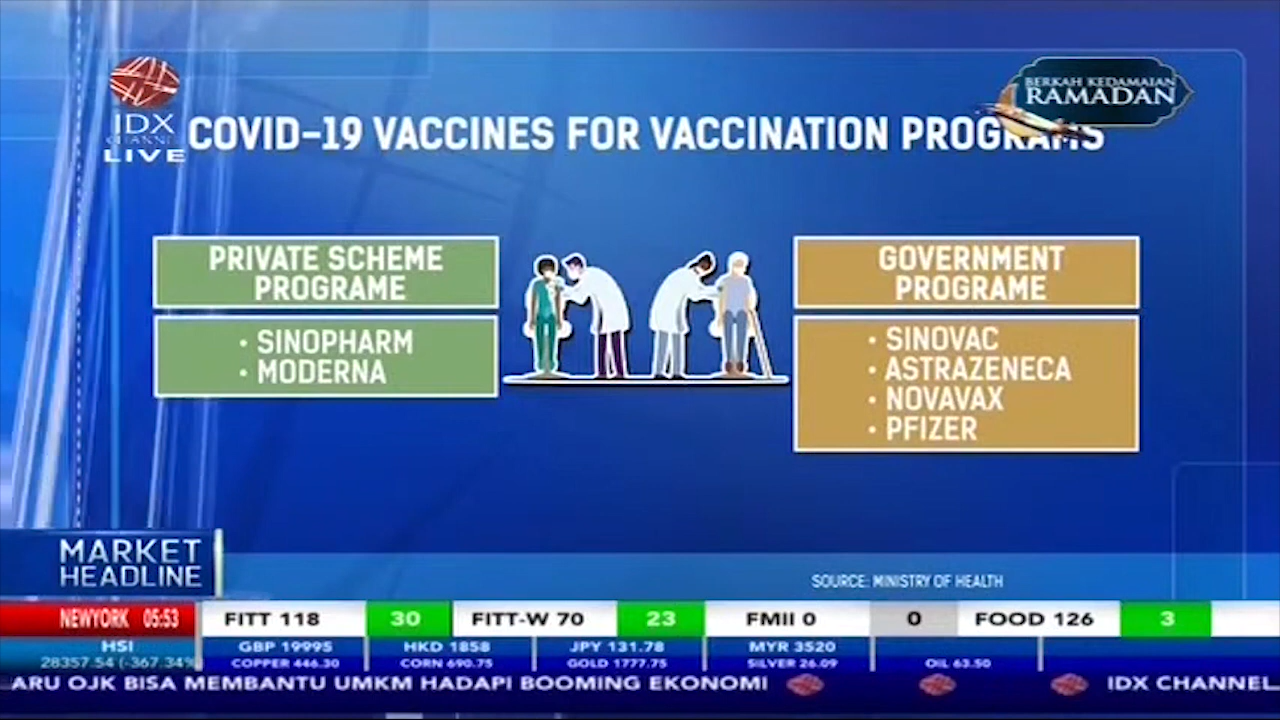 BERKAH KEDAMAIAN
RAMADAN
IDX
CHANNEL
LIVE
COVID-19 VACCINES FOR VACCINATION PROGRAMS
PRIVATE SCHEME
PROGRAME
• SINOPHARM
• MODERNA
GOVERNMENT
PROGRAME
• SINOVAC
• ASTRAZENECA
• NOVAVAX
• PFIZER
MARKET
HEADLINE
SOURCE: MINISTRY OF HEALTH
NEWYORK 05:53 FITT 118 30 FITT-W 70 23 FMII 0 0 FOOD 126 3
HSI GBP 19995 HKD 1858 JPY 131.78 MYR 3520
28357.54 (-367.34% COPPER 446.30 CORN 690.75 GOLD 1777.75 SILVER 26.09 OIL 63.50
ARU OJK BISA MEMBANTU UMKM HADAPI BOOMING EKONOMI IDX CHANNEL